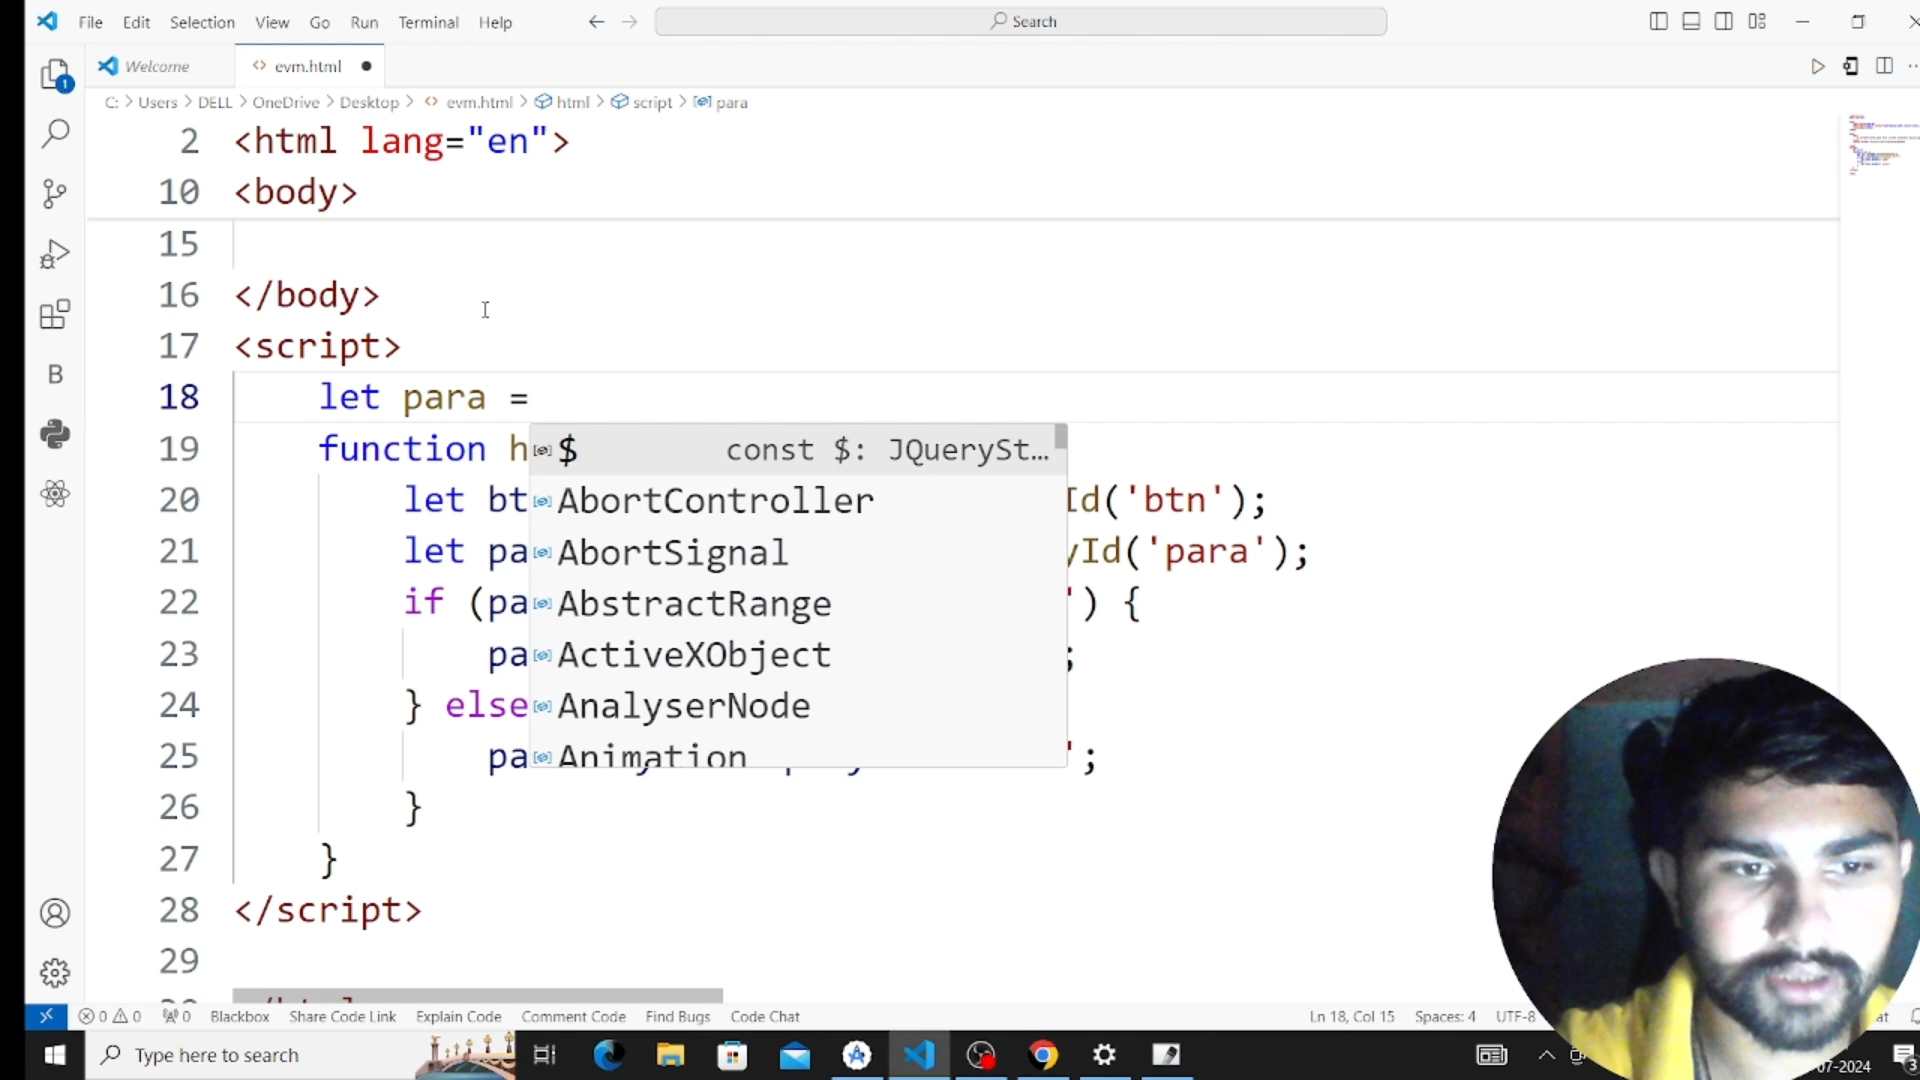 File Edit Selection View Go Run Terminal Help
Search
Welcome
evm.html
C: > Users > DELL > OneDrive > Desktop > evm.html > html > script > para
2 <html lang="en">
10 <body>
15
16 </body>
17 <script>
18 let para =
19 function h
$ const $: JQuerySt...
20 let bt
AbortController
Id('btn');
21 let pa
AbortSignal
yId('para');
22 if (pa
AbstractRange
') {
23 pa
ActiveXObject
;
24 } else
AnalyserNode
25 pa
Animation
';
26 }
27 }
28 </script>
29
0 0 0 Blackbox Share Code Link Explain Code Comment Code Find Bugs Code Chat Ln 18, Col 15 Spaces: 4 UTF-8
Type here to search
07-2024
3